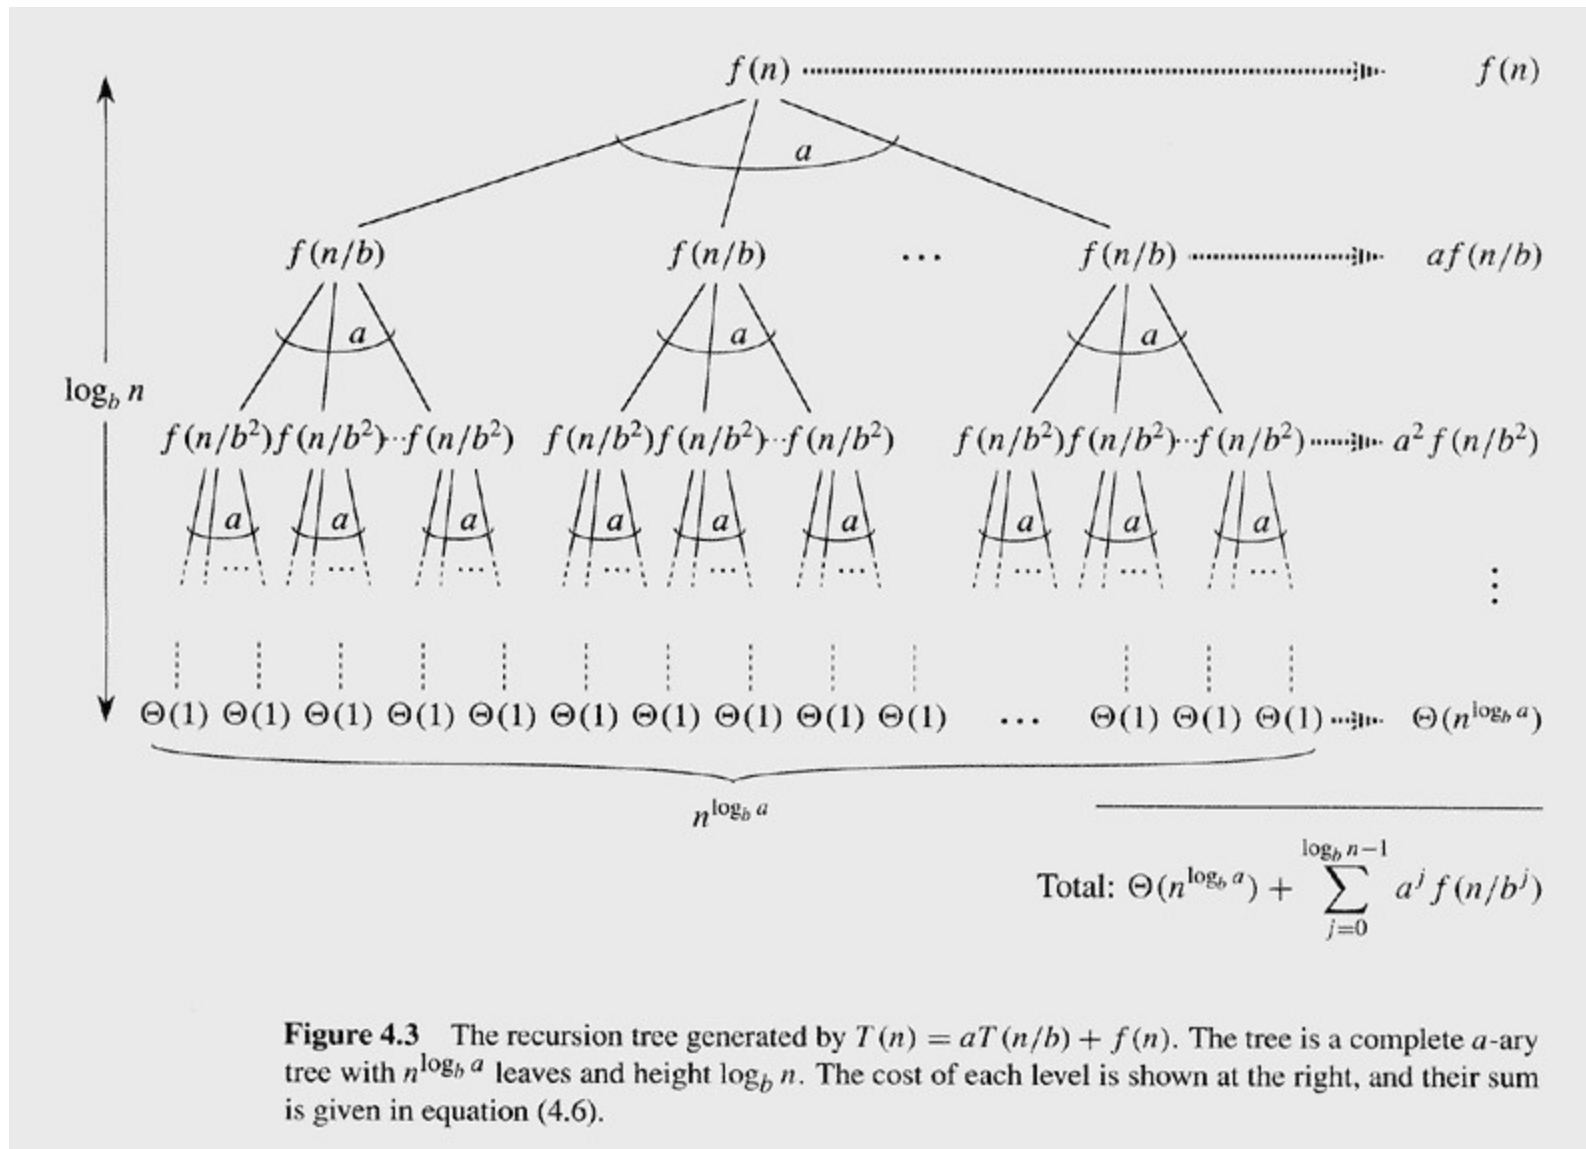 f(n) f(n)
a
f(n/b) f(n/b) ... f(n/b) af(n/b)
a a a
log_b n
f(n/b²) f(n/b²) ... f(n/b²) f(n/b²) f(n/b²) ... f(n/b²) f(n/b²) f(n/b²) ... f(n/b²) a² f(n/b²)
a a a a a a a a a
... ... ... ... ... ... ... ... ... ⋮
Θ(1) Θ(1) Θ(1) Θ(1) Θ(1) Θ(1) Θ(1) Θ(1) Θ(1) Θ(1) ... Θ(1) Θ(1) Θ(1) Θ(n^{log_b a})
n^{log_b a}
Total: Θ(n^{log_b a}) + ∑_{j=0}^{log_b n−1} a^j f(n/b^j)
Figure 4.3 The recursion tree generated by T(n) = aT(n/b) + f(n). The tree is a complete a-ary
tree with n^{log_b a} leaves and height log_b n. The cost of each level is shown at the right, and their sum
is given in equation (4.6).